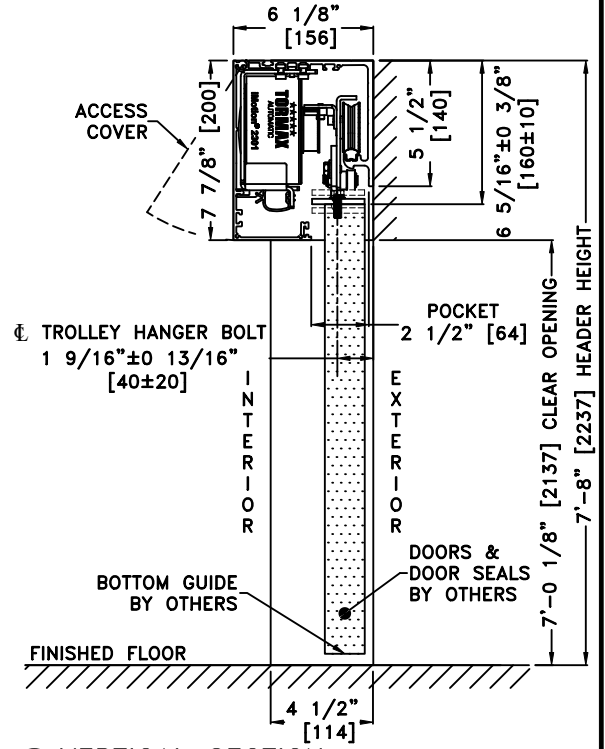 6 1/8"
[156]
ACCESS
COVER
7 7/8" [200]
TORMAX
AUTOMATIC
iMotion® 2301
5 1/2"
[140]
6 5/16"±0 3/8"
[160±10]
POCKET
2 1/2" [64]
℄ TROLLEY HANGER BOLT
1 9/16"±0 13/16"
[40±20]
INTERIOR
EXTERIOR
7'-0 1/8" [2137] CLEAR OPENING
7'-8" [2237] HEADER HEIGHT
DOORS &
DOOR SEALS
BY OTHERS
BOTTOM GUIDE
BY OTHERS
FINISHED FLOOR
4 1/2"
[114]